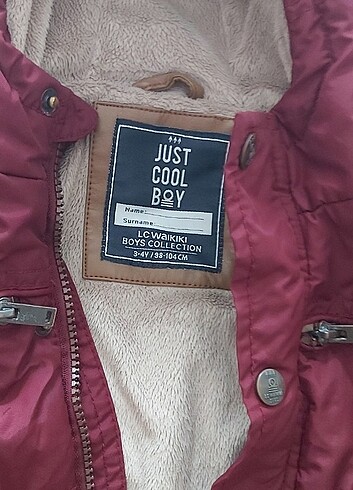 JUST
COOL
BOY
Name:
Surname:
LC WAIKIKI
BOYS COLLECTION
3-4Y / 98-104 CM